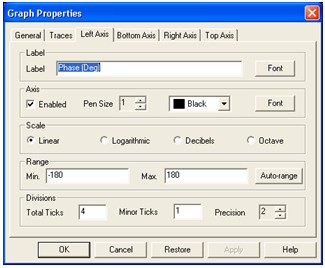 Graph Properties
General Traces Left Axis Bottom Axis Right Axis Top Axis
Label
Label Phase (Deg) Font
Axis
Enabled Pen Size 1 Black Font
Scale
Linear Logarithmic Decibels Octave
Range
Min. -180 Max 180 Auto-range
Divisions
Total Ticks 4 Minor Ticks 1 Precision 2
OK Cancel Restore Apply Help